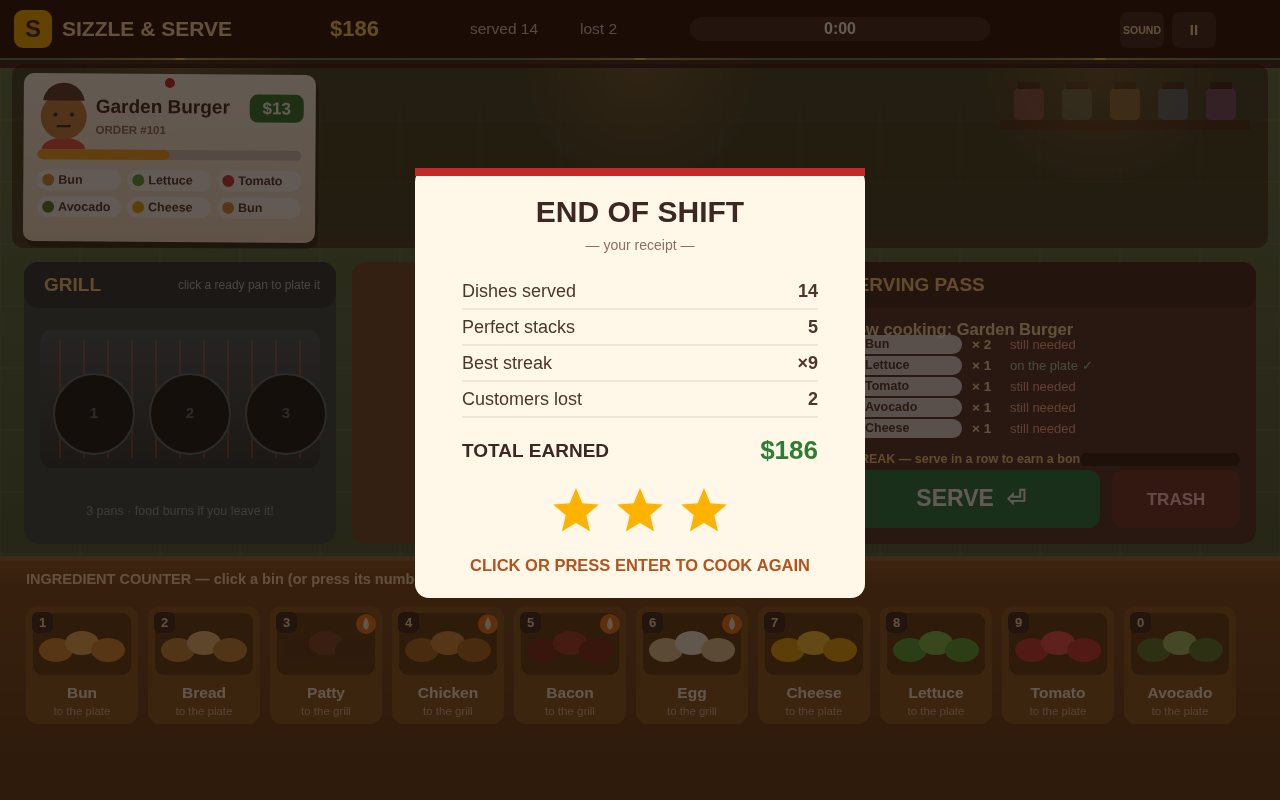 S SIZZLE & SERVE $186 served 14 lost 2 0:00 SOUND II
Garden Burger $13
ORDER #101
Bun Lettuce Tomato
Avocado Cheese Bun
END OF SHIFT
— your receipt —
Dishes served 14
Perfect stacks 5
Best streak ×9
Customers lost 2
TOTAL EARNED $186
CLICK OR PRESS ENTER TO COOK AGAIN
GRILL click a ready pan to plate it
1 2 3
3 pans · food burns if you leave it!
ERVING PASS
w cooking: Garden Burger
Bun × 2 still needed
Lettuce × 1 on the plate ✓
Tomato × 1 still needed
Avocado × 1 still needed
Cheese × 1 still needed
REAK — serve in a row to earn a bon
SERVE ⏎ TRASH
INGREDIENT COUNTER — click a bin (or press its numb
1 2 3 4 5 6 7 8 9 0
Bun Bread Patty Chicken Bacon Egg Cheese Lettuce Tomato Avocado
to the plate to the plate to the grill to the grill to the grill to the grill to the plate to the plate to the plate to the plate